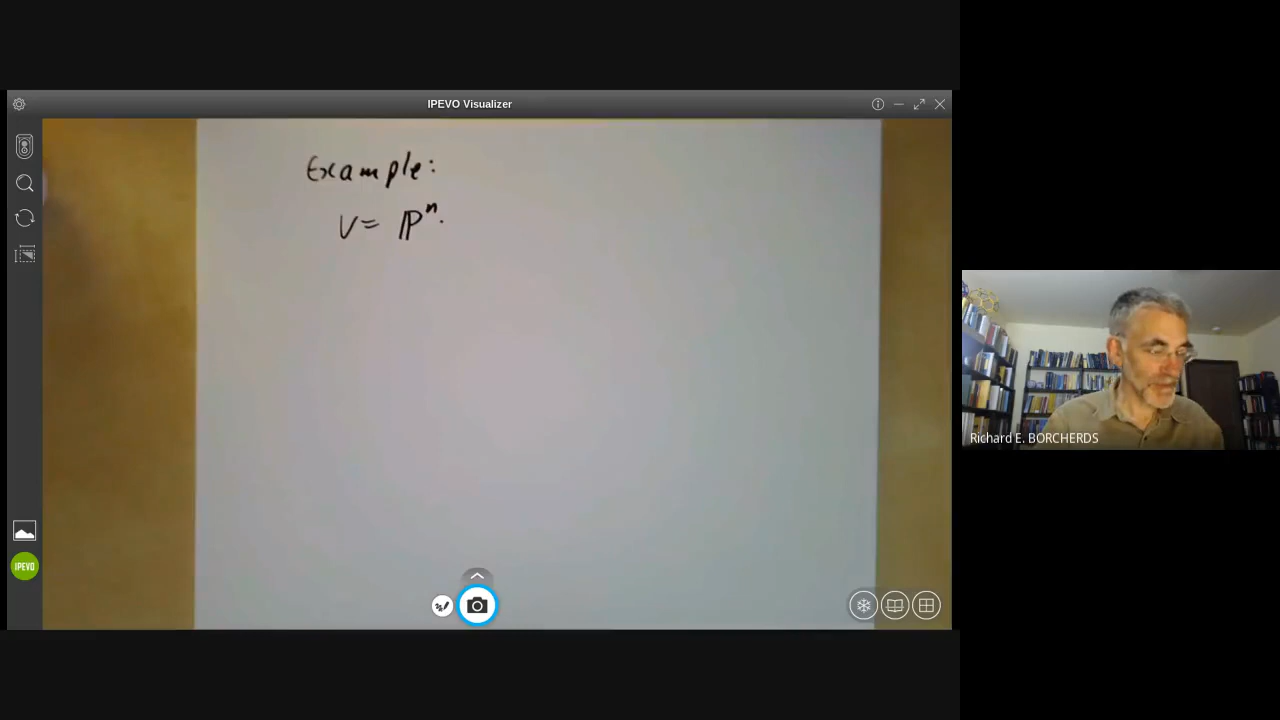 IPEVO Visualizer
Example:
V = ℙⁿ.
Richard E. BORCHERDS
IPEVO